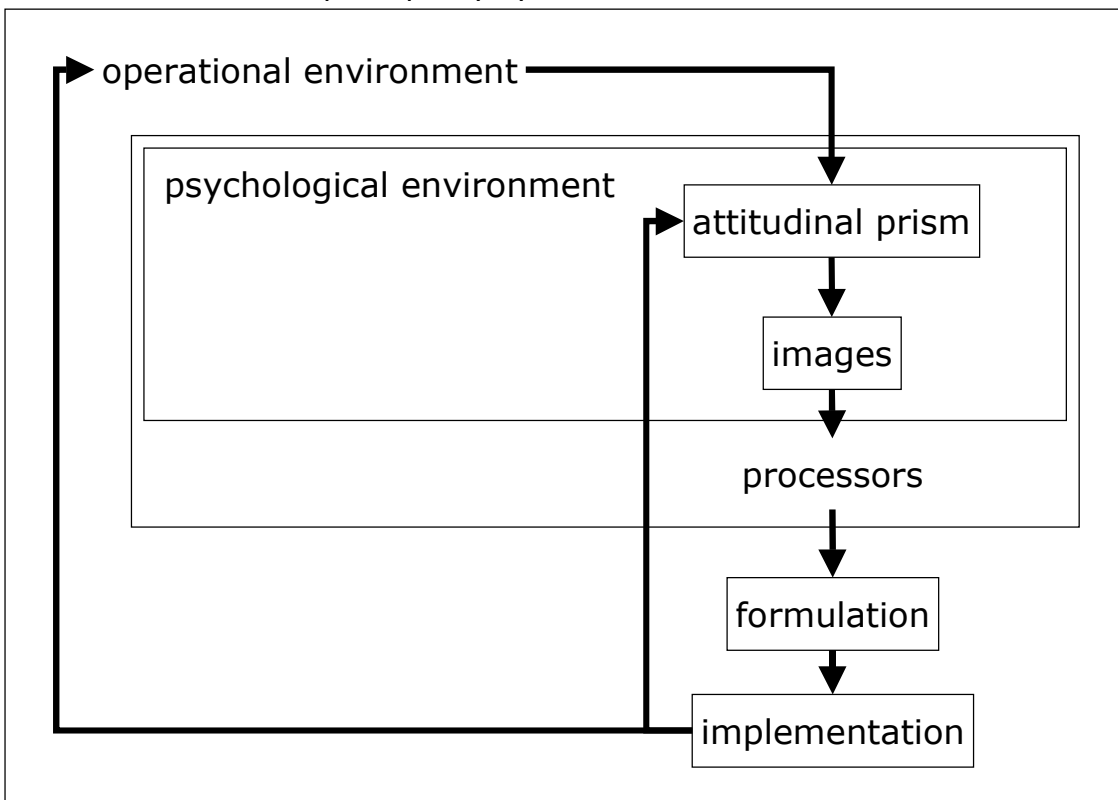 operational environment
psychological environment
attitudinal prism
images
processors
formulation
implementation